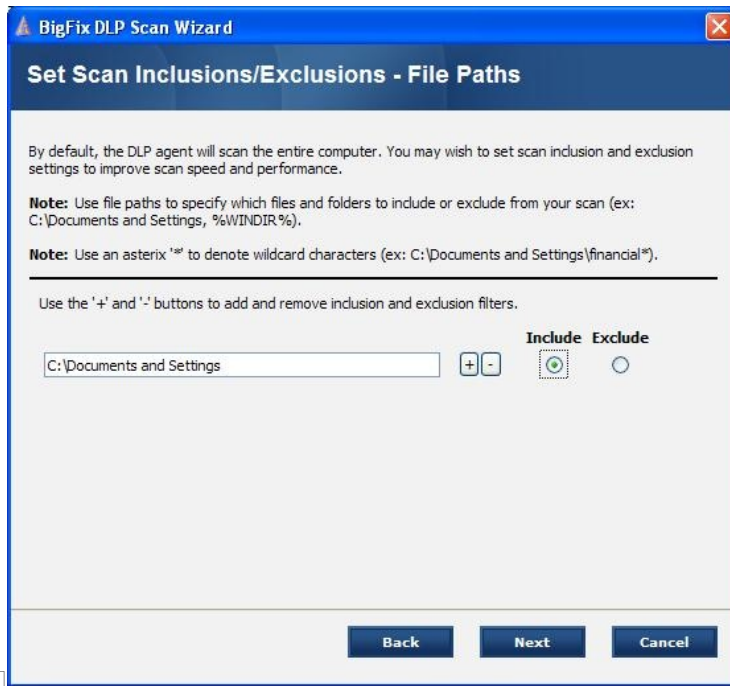 BigFix DLP Scan Wizard
Set Scan Inclusions/Exclusions - File Paths
By default, the DLP agent will scan the entire computer. You may wish to set scan inclusion and exclusion
settings to improve scan speed and performance.
Note: Use file paths to specify which files and folders to include or exclude from your scan (ex:
C:\Documents and Settings, %WINDIR%).
Note: Use an asterix '*' to denote wildcard characters (ex: C:\Documents and Settings\financial*).
Use the '+' and '-' buttons to add and remove inclusion and exclusion filters.
Include Exclude
C:\Documents and Settings + -
Back Next Cancel